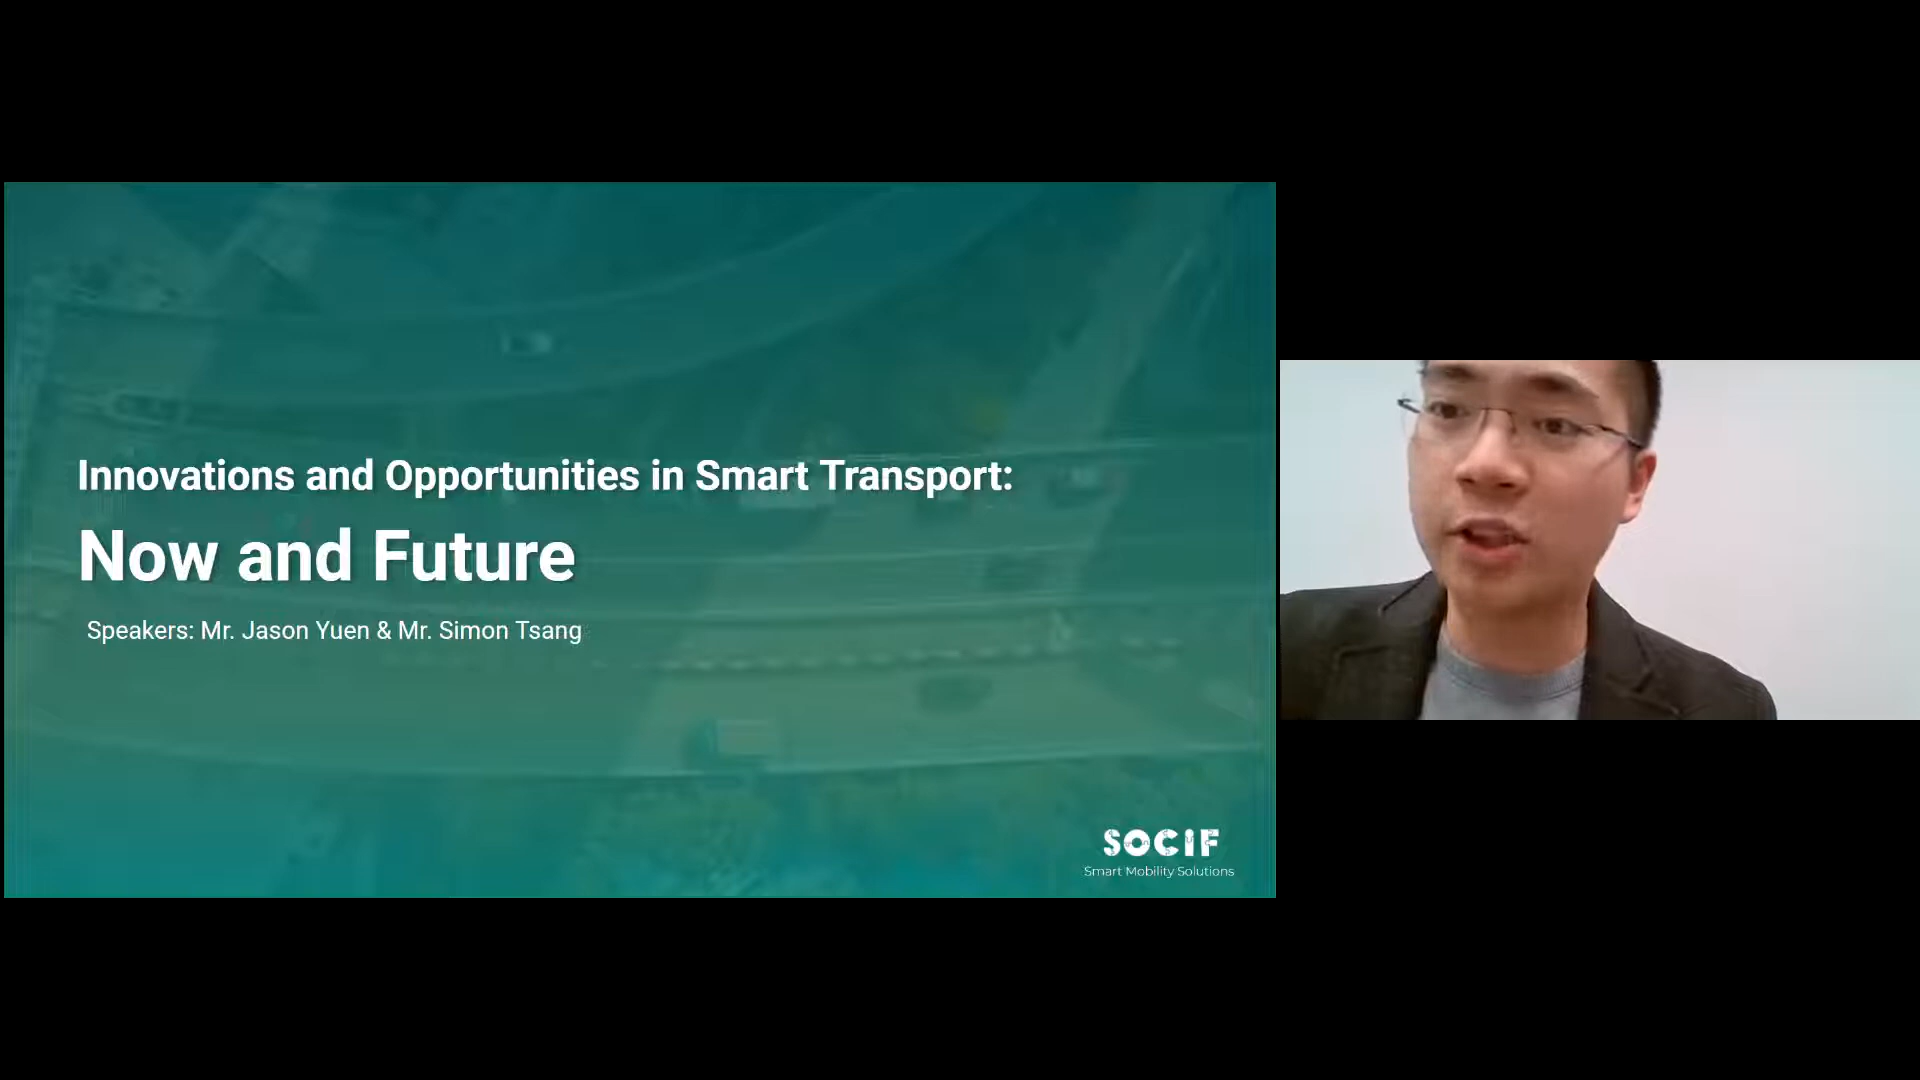 Innovations and Opportunities in Smart Transport:
Now and Future
Speakers: Mr. Jason Yuen & Mr. Simon Tsang
SOCIF
Smart Mobility Solutions